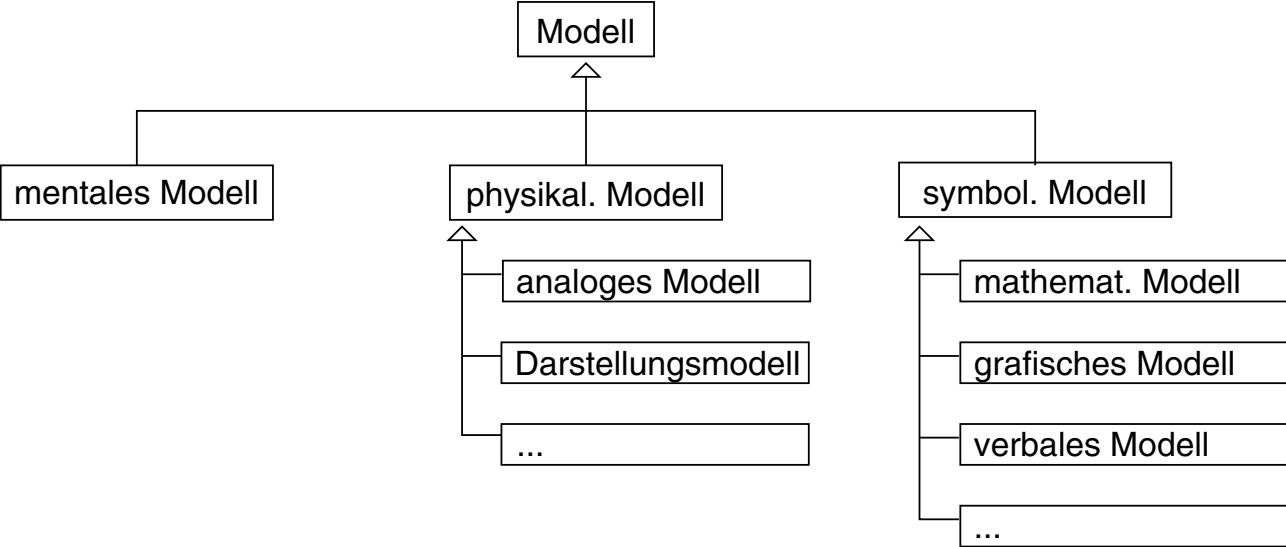 Modell
mentales Modell
physikal. Modell
symbol. Modell
analoges Modell
mathemat. Modell
Darstellungsmodell
grafisches Modell
...
verbales Modell
...